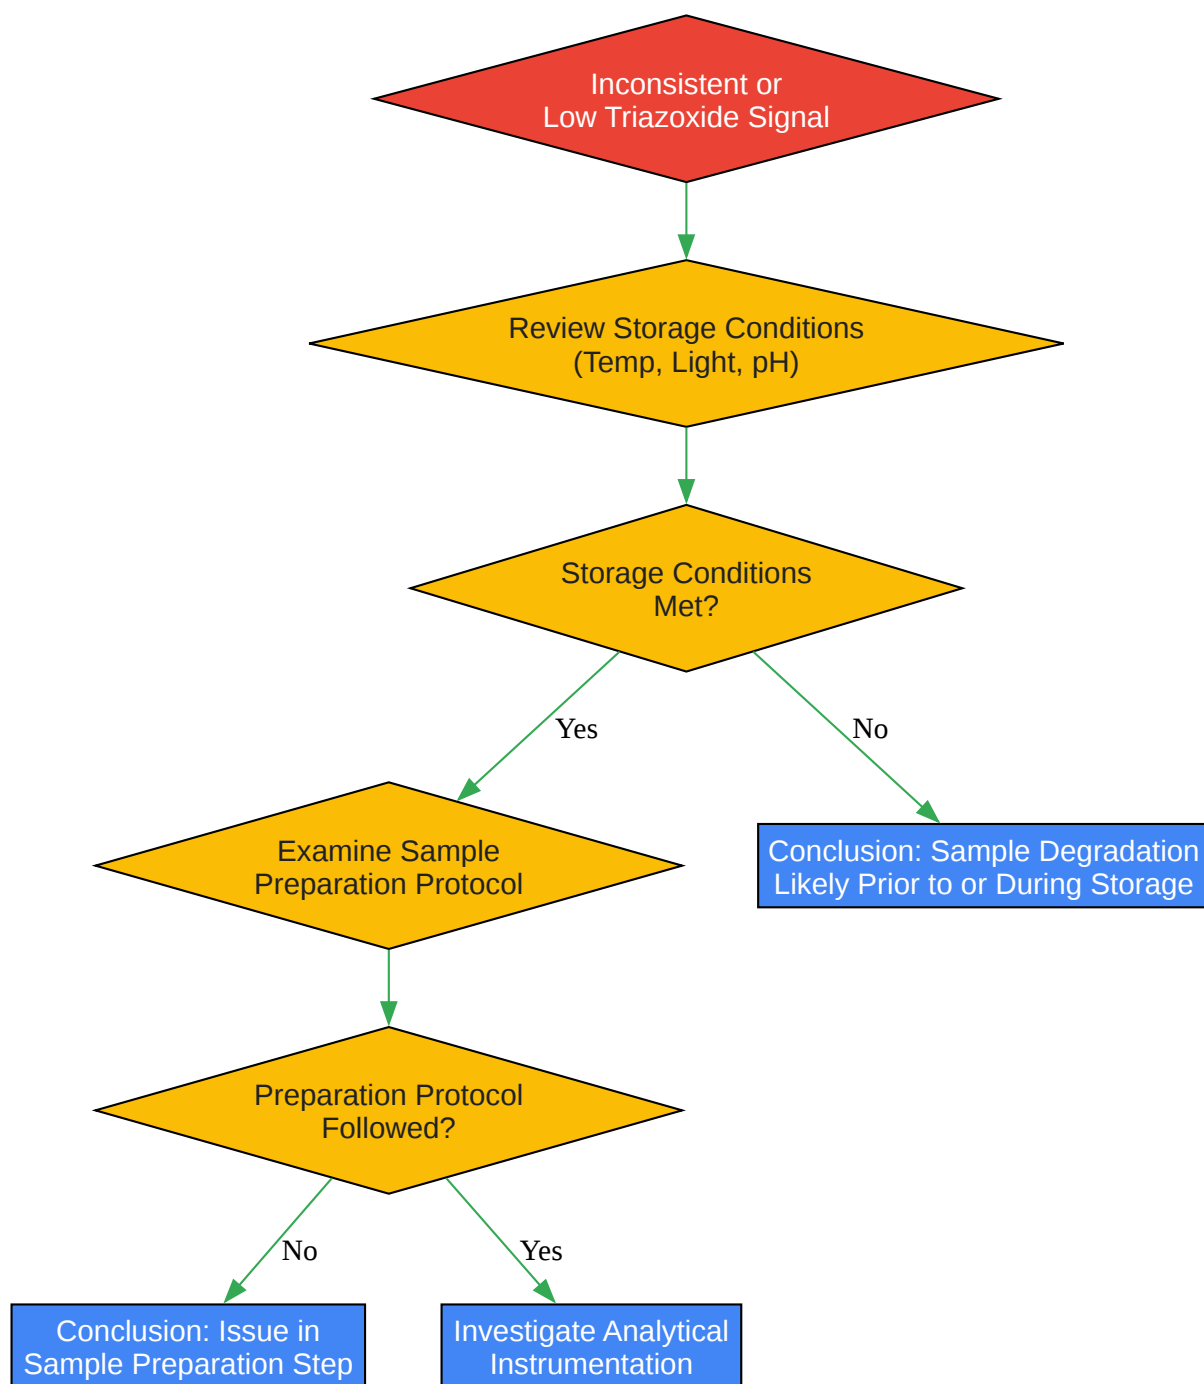 Inconsistent or
Low Triazoxide Signal
Review Storage Conditions
(Temp, Light, pH)
Storage Conditions
Met?
Yes
No
Examine Sample
Preparation Protocol
Conclusion: Sample Degradation
Likely Prior to or During Storage
Preparation Protocol
Followed?
No
Yes
Conclusion: Issue in
Sample Preparation Step
Investigate Analytical
Instrumentation